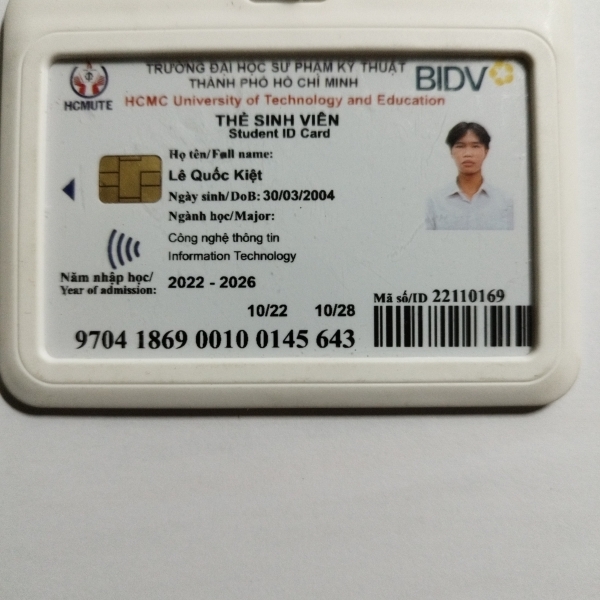 TRƯỜNG ĐẠI HỌC SƯ PHẠM KỸ THUẬT
THÀNH PHỐ HỒ CHÍ MINH
BIDV
HCMUTE
HCMC University of Technology and Education
THẺ SINH VIÊN
Student ID Card
Họ tên/Full name:
Lê Quốc Kiệt
Ngày sinh/DoB: 30/03/2004
Ngành học/Major:
Công nghệ thông tin
Information Technology
Năm nhập học/
Year of admission: 2022 - 2026
10/22 10/28
Mã số/ID 22110169
9704 1869 0010 0145 643